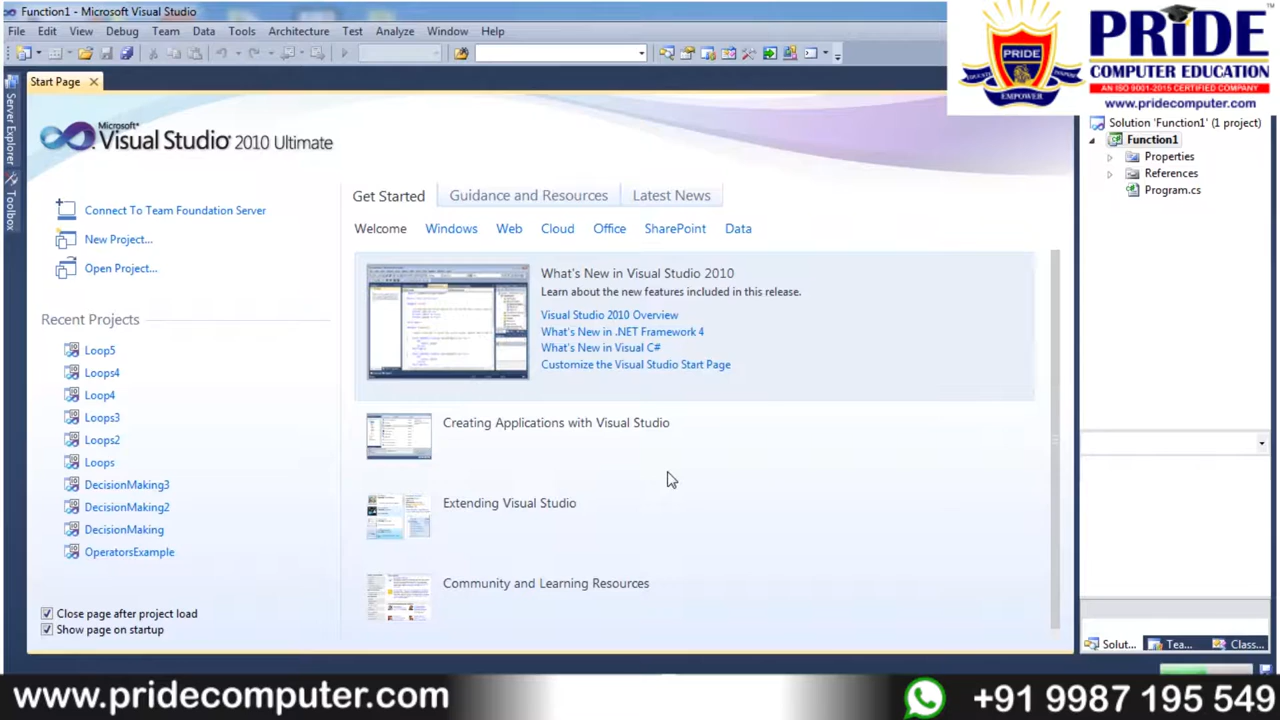 Function1 - Microsoft Visual Studio
File Edit View Debug Team Data Tools Architecture Test Analyze Window Help
PRIDE
EMPOWER
PRiDE
TM
COMPUTER EDUCATION
AN ISO 9001-2015 CERTIFIED COMPANY
www.pridecomputer.com
Start Page
Server Explorer
Toolbox
Microsoft
Visual Studio 2010 Ultimate
Connect To Team Foundation Server
New Project...
Open Project...
Recent Projects
Loop5
Loops4
Loop4
Loops3
Loops2
Loops
DecisionMaking3
DecisionMaking2
DecisionMaking
OperatorsExample
Close page after project load
Show page on startup
Get Started Guidance and Resources Latest News
Welcome Windows Web Cloud Office SharePoint Data
What's New in Visual Studio 2010
Learn about the new features included in this release.
Visual Studio 2010 Overview
What's New in .NET Framework 4
What's New in Visual C#
Customize the Visual Studio Start Page
Creating Applications with Visual Studio
Extending Visual Studio
Community and Learning Resources
Solution 'Function1' (1 project)
Function1
Properties
References
Program.cs
Solut... Tea... Class...
www.pridecomputer.com
+91 9987 195 549